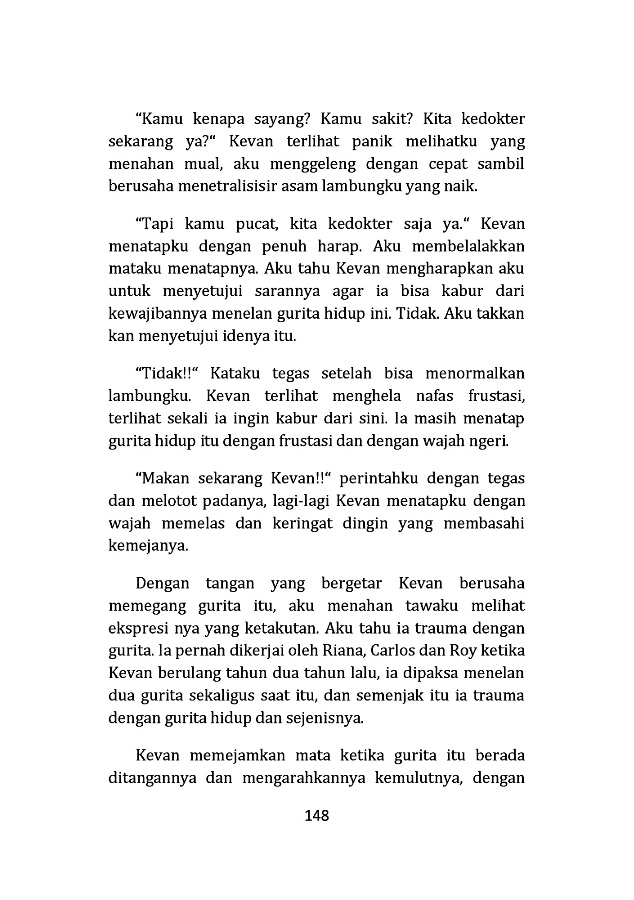 “Kamu kenapa sayang? Kamu sakit? Kita kedokter
sekarang ya?“ Kevan terlihat panik melihatku yang
menahan mual, aku menggeleng dengan cepat sambil
berusaha menetralisisir asam lambungku yang naik.
“Tapi kamu pucat, kita kedokter saja ya.“ Kevan
menatapku dengan penuh harap. Aku membelalakkan
mataku menatapnya. Aku tahu Kevan mengharapkan aku
untuk menyetujui sarannya agar ia bisa kabur dari
kewajibannya menelan gurita hidup ini. Tidak. Aku takkan
kan menyetujui idenya itu.
“Tidak!!“ Kataku tegas setelah bisa menormalkan
lambungku. Kevan terlihat menghela nafas frustasi,
terlihat sekali ia ingin kabur dari sini. Ia masih menatap
gurita hidup itu dengan frustasi dan dengan wajah ngeri.
“Makan sekarang Kevan!!“ perintahku dengan tegas
dan melotot padanya, lagi-lagi Kevan menatapku dengan
wajah memelas dan keringat dingin yang membasahi
kemejanya.
Dengan tangan yang bergetar Kevan berusaha
memegang gurita itu, aku menahan tawaku melihat
ekspresi nya yang ketakutan. Aku tahu ia trauma dengan
gurita. Ia pernah dikerjai oleh Riana, Carlos dan Roy ketika
Kevan berulang tahun dua tahun lalu, ia dipaksa menelan
dua gurita sekaligus saat itu, dan semenjak itu ia trauma
dengan gurita hidup dan sejenisnya.
Kevan memejamkan mata ketika gurita itu berada
ditangannya dan mengarahkannya kemulutnya, dengan
148